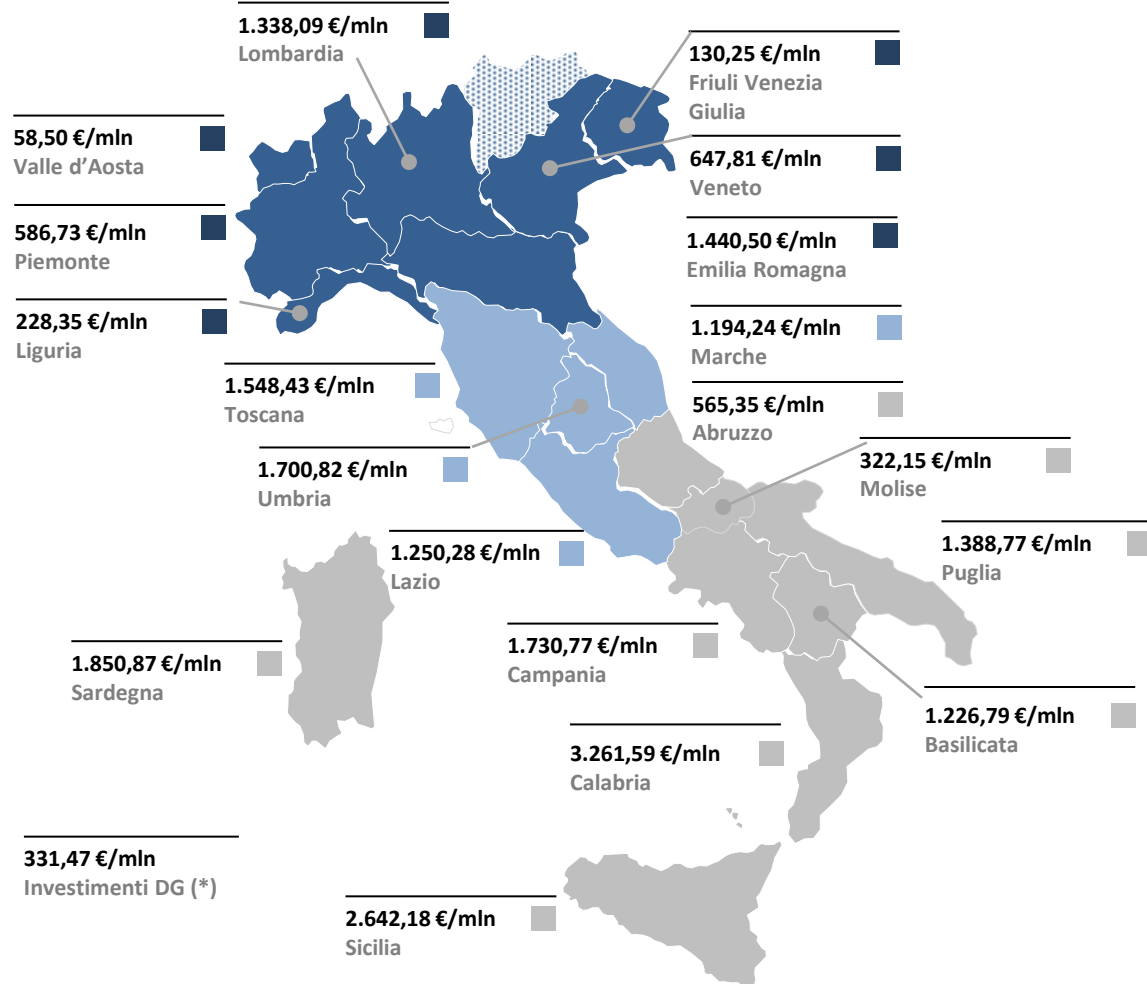 1.338,09 €/mln
Lombardia
130,25 €/mln
Friuli Venezia
Giulia
58,50 €/mln
Valle d’Aosta
647,81 €/mln
Veneto
586,73 €/mln
Piemonte
1.440,50 €/mln
Emilia Romagna
228,35 €/mln
Liguria
1.194,24 €/mln
Marche
1.548,43 €/mln
Toscana
565,35 €/mln
Abruzzo
1.700,82 €/mln
Umbria
322,15 €/mln
Molise
1.250,28 €/mln
Lazio
1.388,77 €/mln
Puglia
1.850,87 €/mln
Sardegna
1.730,77 €/mln
Campania
1.226,79 €/mln
Basilicata
3.261,59 €/mln
Calabria
331,47 €/mln
Investimenti DG (*)
2.642,18 €/mln
Sicilia